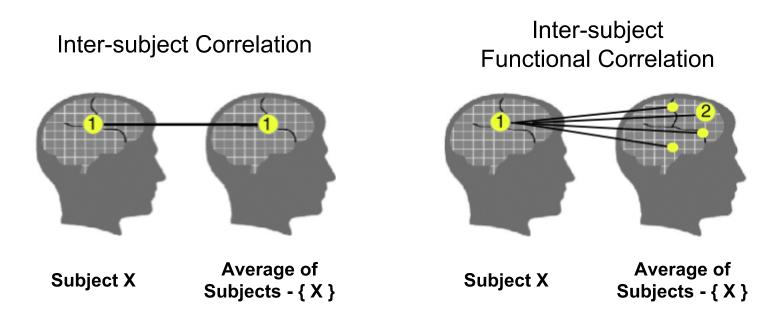 Inter-subject Correlation
1
1
Subject X
Average of
Subjects - { X }
Inter-subject
Functional Correlation
1
2
Subject X
Average of
Subjects - { X }